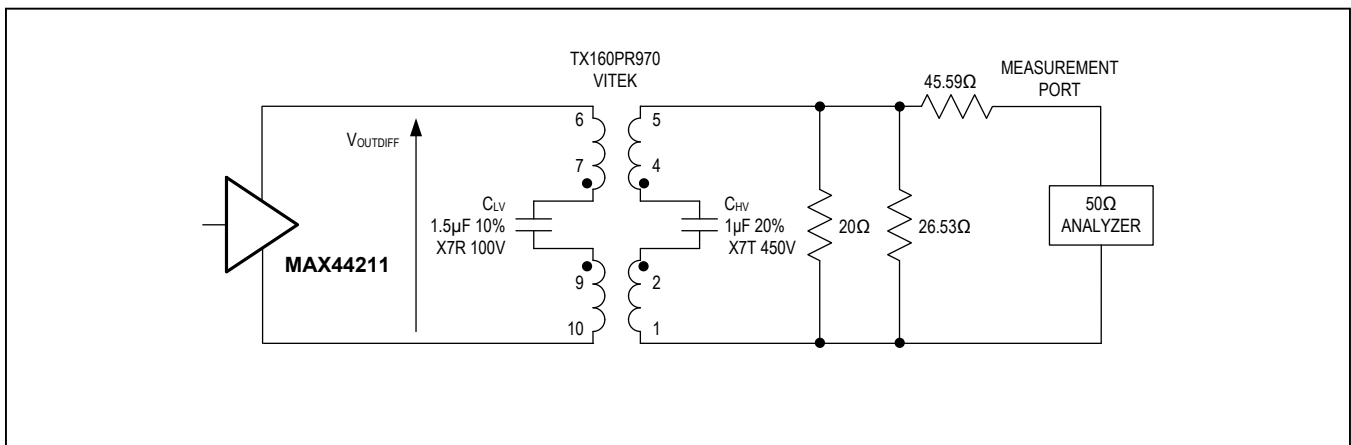 TX160PR970
VITEK
MEASUREMENT
PORT
45.59Ω
6
5
VOUTDIFF
7
4
CLV
1.5µF 10%
X7R 100V
CHV
1µF 20%
X7T 450V
20Ω
26.53Ω
50Ω
ANALYZER
MAX44211
9
2
10
1